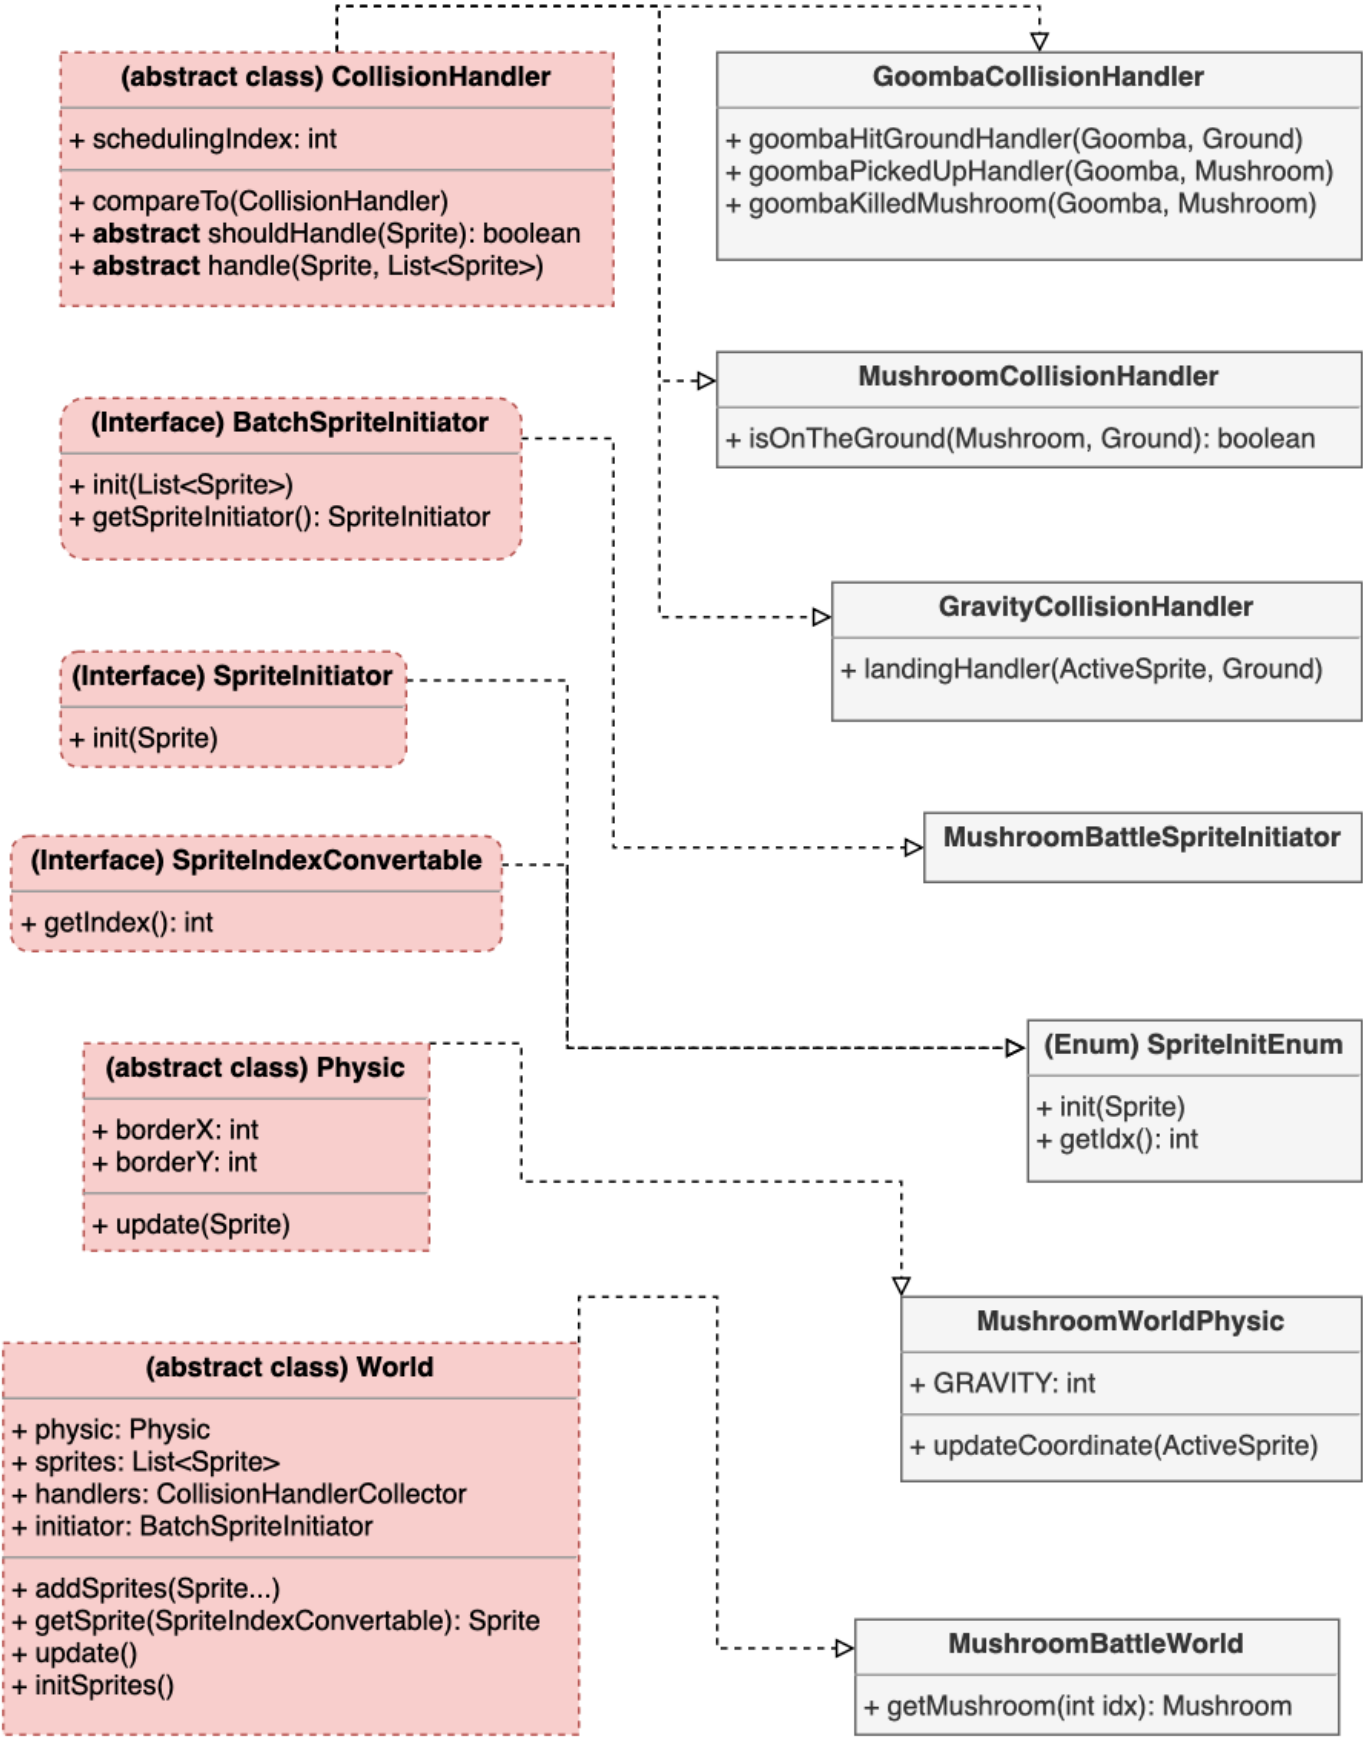 (abstract class) CollisionHandler
+ schedulingIndex: int
+ compareTo(CollisionHandler)
+ abstract shouldHandle(Sprite): boolean
+ abstract handle(Sprite, List<Sprite>)
GoombaCollisionHandler
+ goombaHitGroundHandler(Goomba, Ground)
+ goombaPickedUpHandler(Goomba, Mushroom)
+ goombaKilledMushroom(Goomba, Mushroom)
MushroomCollisionHandler
+ isOnTheGround(Mushroom, Ground): boolean
(Interface) BatchSpriteInitiator
+ init(List<Sprite>)
+ getSpriteInitiator(): SpriteInitiator
GravityCollisionHandler
+ landingHandler(ActiveSprite, Ground)
(Interface) SpriteInitiator
+ init(Sprite)
MushroomBattleSpriteInitiator
(Interface) SpriteIndexConvertable
+ getIndex(): int
(Enum) SpriteInitEnum
+ init(Sprite)
+ getIdx(): int
(abstract class) Physic
+ borderX: int
+ borderY: int
+ update(Sprite)
MushroomWorldPhysic
+ GRAVITY: int
+ updateCoordinate(ActiveSprite)
(abstract class) World
+ physic: Physic
+ sprites: List<Sprite>
+ handlers: CollisionHandlerCollector
+ initiator: BatchSpriteInitiator
+ addSprites(Sprite...)
+ getSprite(SpriteIndexConvertable): Sprite
+ update()
+ initSprites()
MushroomBattleWorld
+ getMushroom(int idx): Mushroom